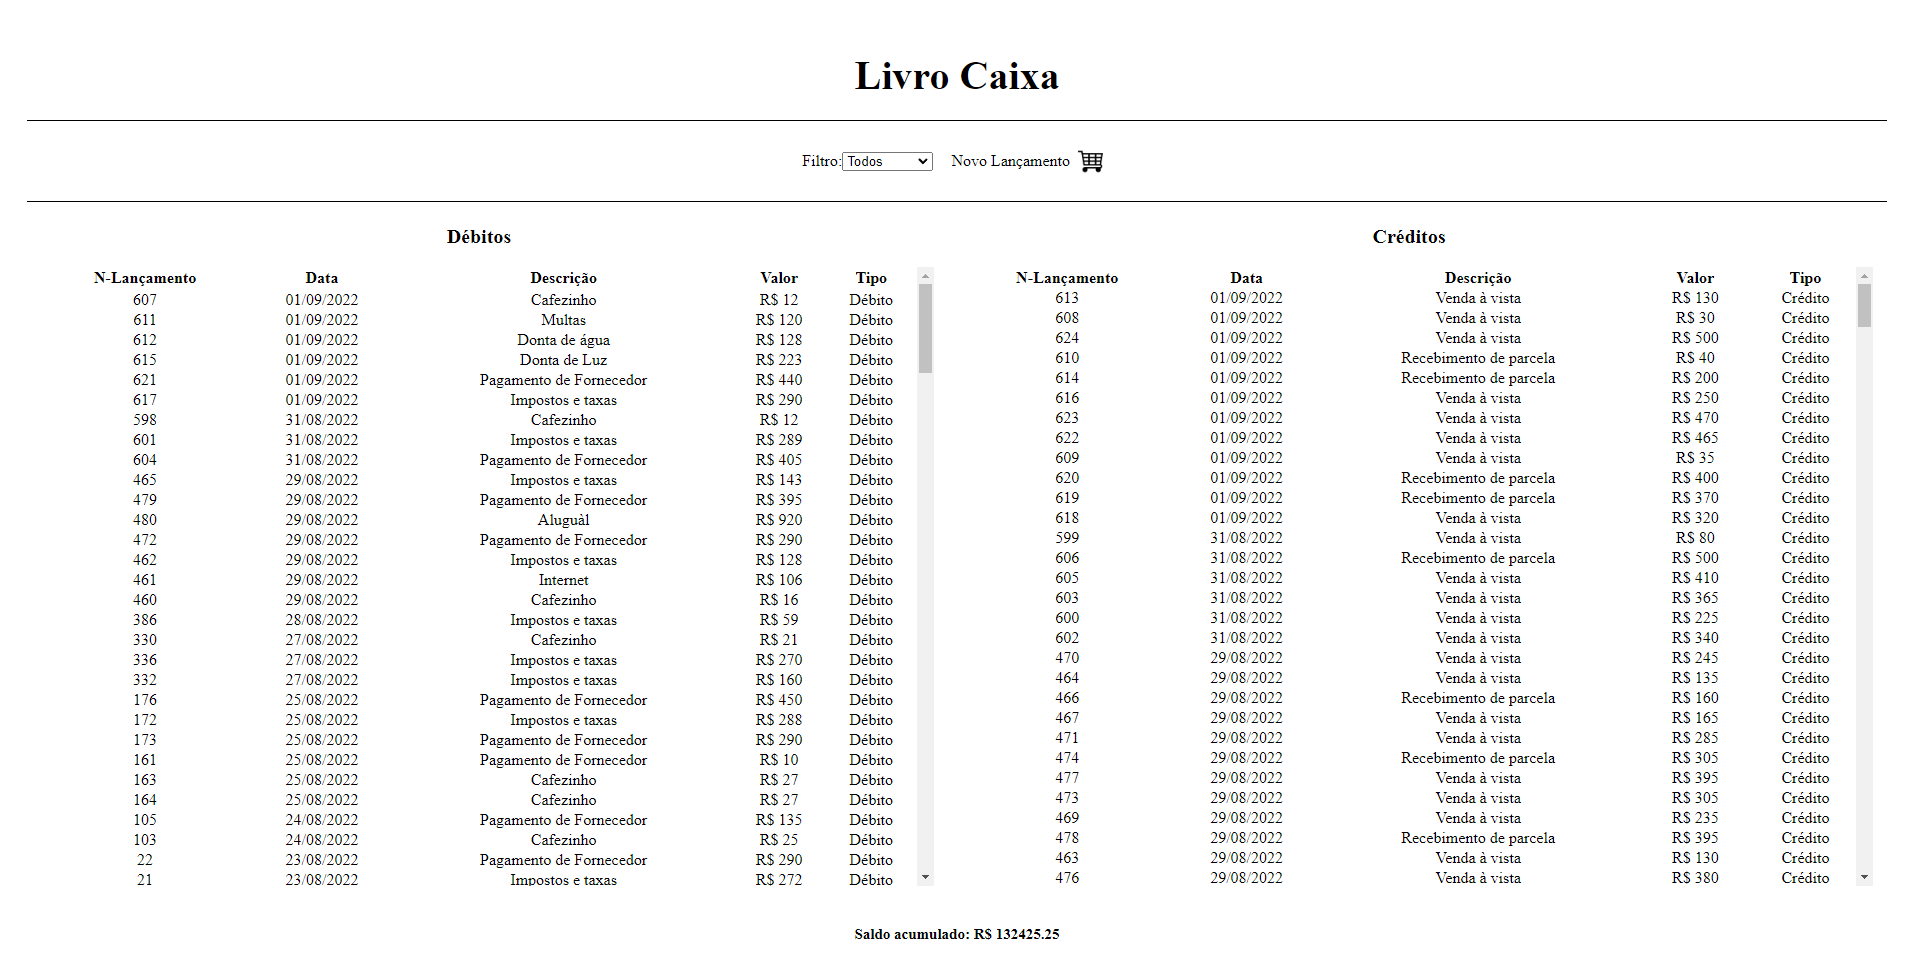 Livro Caixa
Filtro: Todos Novo Lançamento
Débitos
N-Lançamento Data Descrição Valor Tipo
607 01/09/2022 Cafezinho R$ 12 Débito
611 01/09/2022 Multas R$ 120 Débito
612 01/09/2022 Donta de água R$ 128 Débito
615 01/09/2022 Donta de Luz R$ 223 Débito
621 01/09/2022 Pagamento de Fornecedor R$ 440 Débito
617 01/09/2022 Impostos e taxas R$ 290 Débito
598 31/08/2022 Cafezinho R$ 12 Débito
601 31/08/2022 Impostos e taxas R$ 289 Débito
604 31/08/2022 Pagamento de Fornecedor R$ 405 Débito
465 29/08/2022 Impostos e taxas R$ 143 Débito
479 29/08/2022 Pagamento de Fornecedor R$ 395 Débito
480 29/08/2022 Aluguàl R$ 920 Débito
472 29/08/2022 Pagamento de Fornecedor R$ 290 Débito
462 29/08/2022 Impostos e taxas R$ 128 Débito
461 29/08/2022 Internet R$ 106 Débito
460 29/08/2022 Cafezinho R$ 16 Débito
386 28/08/2022 Impostos e taxas R$ 59 Débito
330 27/08/2022 Cafezinho R$ 21 Débito
336 27/08/2022 Impostos e taxas R$ 270 Débito
332 27/08/2022 Impostos e taxas R$ 160 Débito
176 25/08/2022 Pagamento de Fornecedor R$ 450 Débito
172 25/08/2022 Impostos e taxas R$ 288 Débito
173 25/08/2022 Pagamento de Fornecedor R$ 290 Débito
161 25/08/2022 Pagamento de Fornecedor R$ 10 Débito
163 25/08/2022 Cafezinho R$ 27 Débito
164 25/08/2022 Cafezinho R$ 27 Débito
105 24/08/2022 Pagamento de Fornecedor R$ 135 Débito
103 24/08/2022 Cafezinho R$ 25 Débito
22 23/08/2022 Pagamento de Fornecedor R$ 290 Débito
21 23/08/2022 Impostos e taxas R$ 272 Débito
Créditos
N-Lançamento Data Descrição Valor Tipo
613 01/09/2022 Venda à vista R$ 130 Crédito
608 01/09/2022 Venda à vista R$ 30 Crédito
624 01/09/2022 Venda à vista R$ 500 Crédito
610 01/09/2022 Recebimento de parcela R$ 40 Crédito
614 01/09/2022 Recebimento de parcela R$ 200 Crédito
616 01/09/2022 Venda à vista R$ 250 Crédito
623 01/09/2022 Venda à vista R$ 470 Crédito
622 01/09/2022 Venda à vista R$ 465 Crédito
609 01/09/2022 Venda à vista R$ 35 Crédito
620 01/09/2022 Recebimento de parcela R$ 400 Crédito
619 01/09/2022 Recebimento de parcela R$ 370 Crédito
618 01/09/2022 Venda à vista R$ 320 Crédito
599 31/08/2022 Venda à vista R$ 80 Crédito
606 31/08/2022 Recebimento de parcela R$ 500 Crédito
605 31/08/2022 Venda à vista R$ 410 Crédito
603 31/08/2022 Venda à vista R$ 365 Crédito
600 31/08/2022 Venda à vista R$ 225 Crédito
602 31/08/2022 Venda à vista R$ 340 Crédito
470 29/08/2022 Venda à vista R$ 245 Crédito
464 29/08/2022 Venda à vista R$ 135 Crédito
466 29/08/2022 Recebimento de parcela R$ 160 Crédito
467 29/08/2022 Venda à vista R$ 165 Crédito
471 29/08/2022 Venda à vista R$ 285 Crédito
474 29/08/2022 Recebimento de parcela R$ 305 Crédito
477 29/08/2022 Venda à vista R$ 395 Crédito
473 29/08/2022 Venda à vista R$ 305 Crédito
469 29/08/2022 Venda à vista R$ 235 Crédito
478 29/08/2022 Recebimento de parcela R$ 395 Crédito
463 29/08/2022 Venda à vista R$ 130 Crédito
476 29/08/2022 Venda à vista R$ 380 Crédito
Saldo acumulado: R$ 132425.25